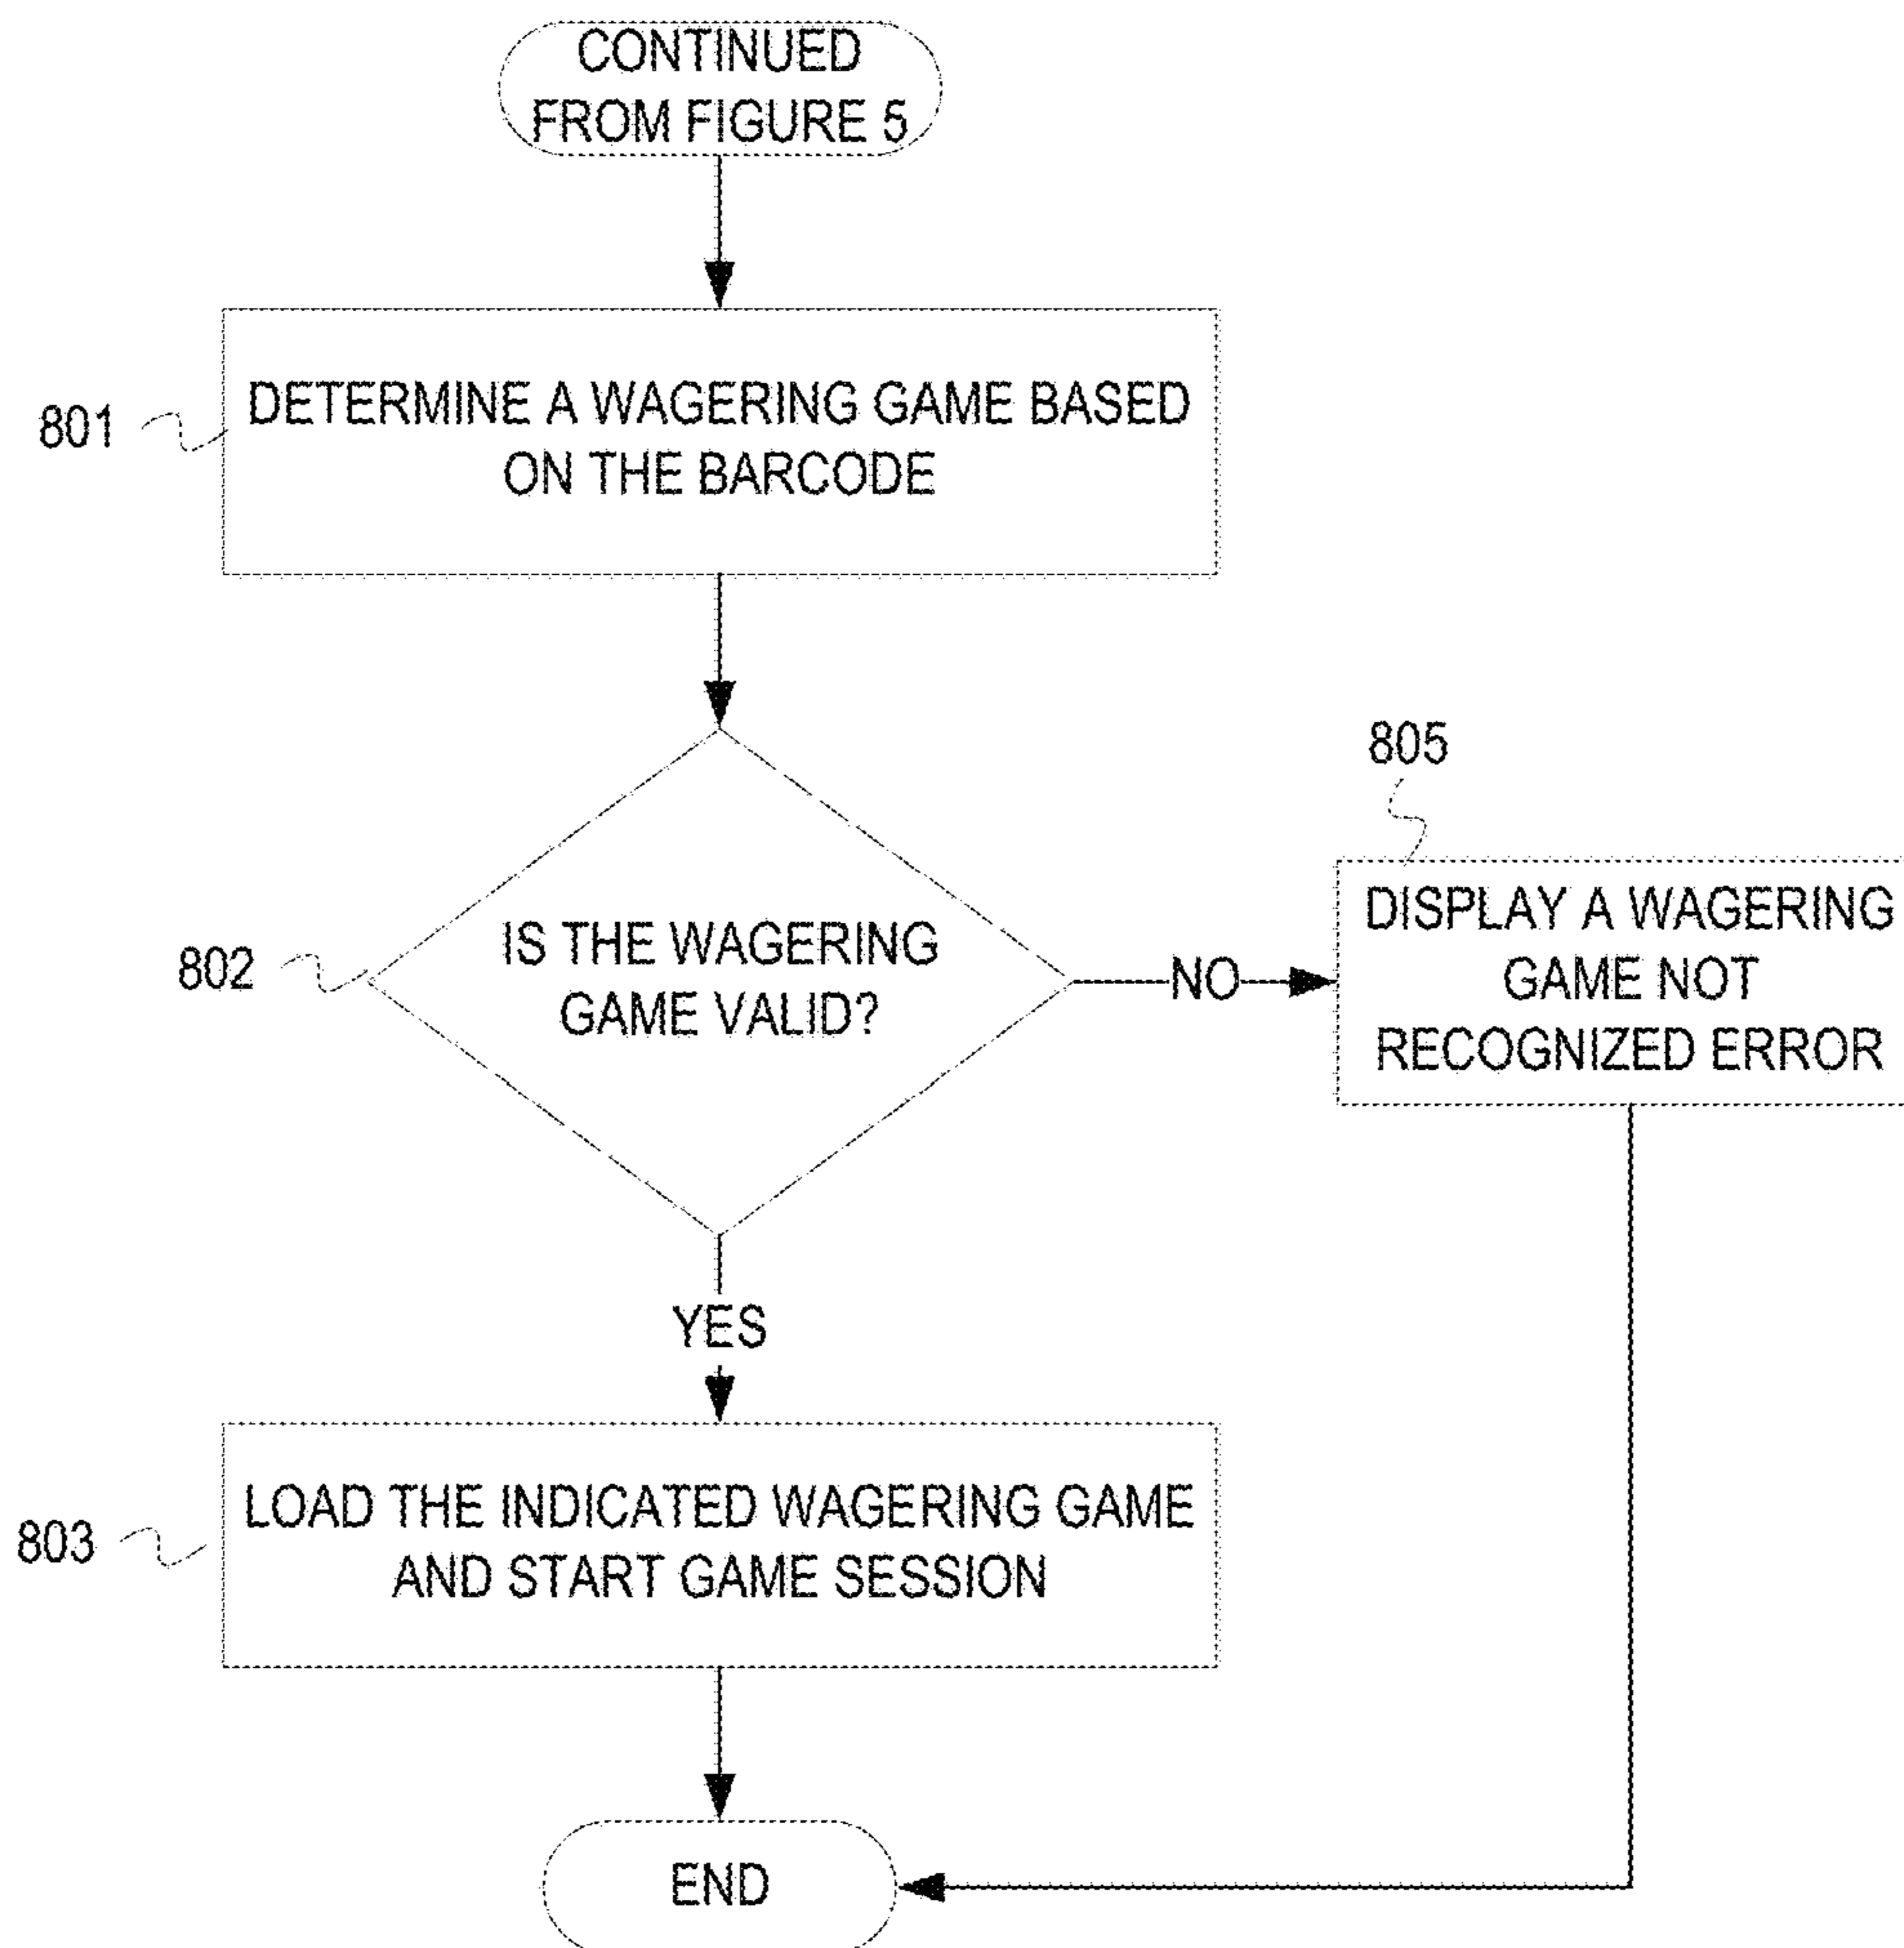 CONTINUED
FROM FIGURE 5
801
DETERMINE A WAGERING GAME BASED
ON THE BARCODE
802
IS THE WAGERING
GAME VALID?
NO
805
DISPLAY A WAGERING
GAME NOT
RECOGNIZED ERROR
YES
803
LOAD THE INDICATED WAGERING GAME
AND START GAME SESSION
END